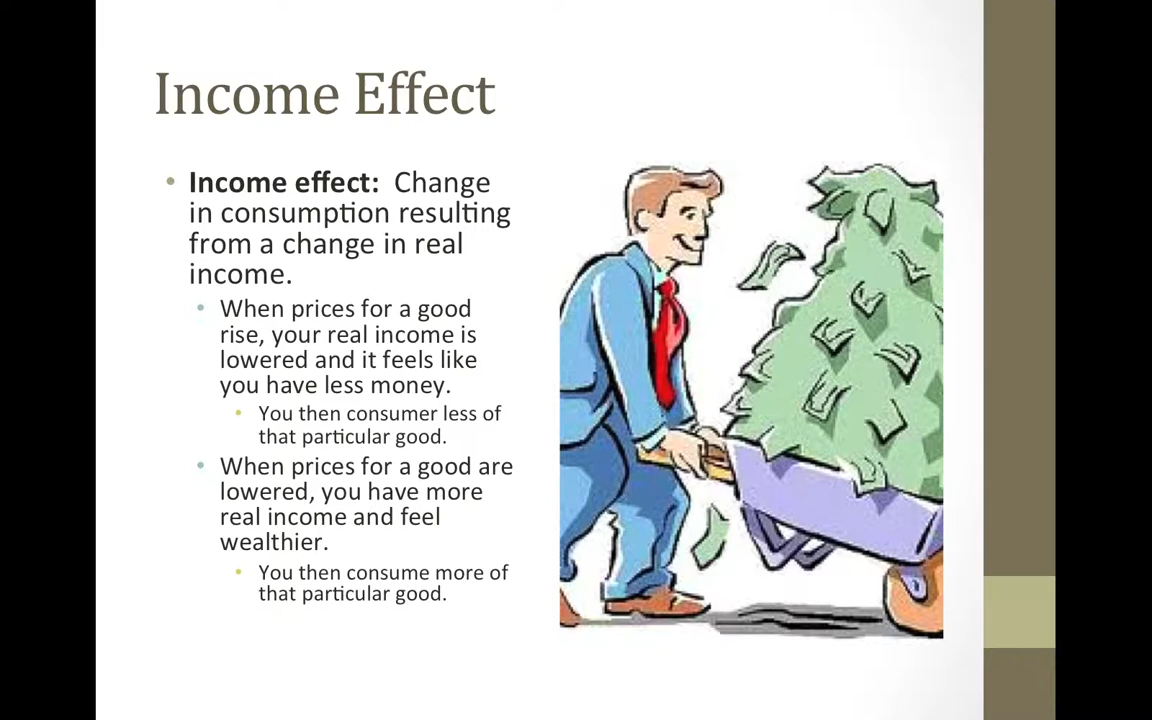 Income Effect
• Income effect: Change
in consumption resulting
from a change in real
income.
• When prices for a good
rise, your real income is
lowered and it feels like
you have less money.
• You then consumer less of
that particular good.
• When prices for a good are
lowered, you have more
real income and feel
wealthier.
• You then consume more of
that particular good.